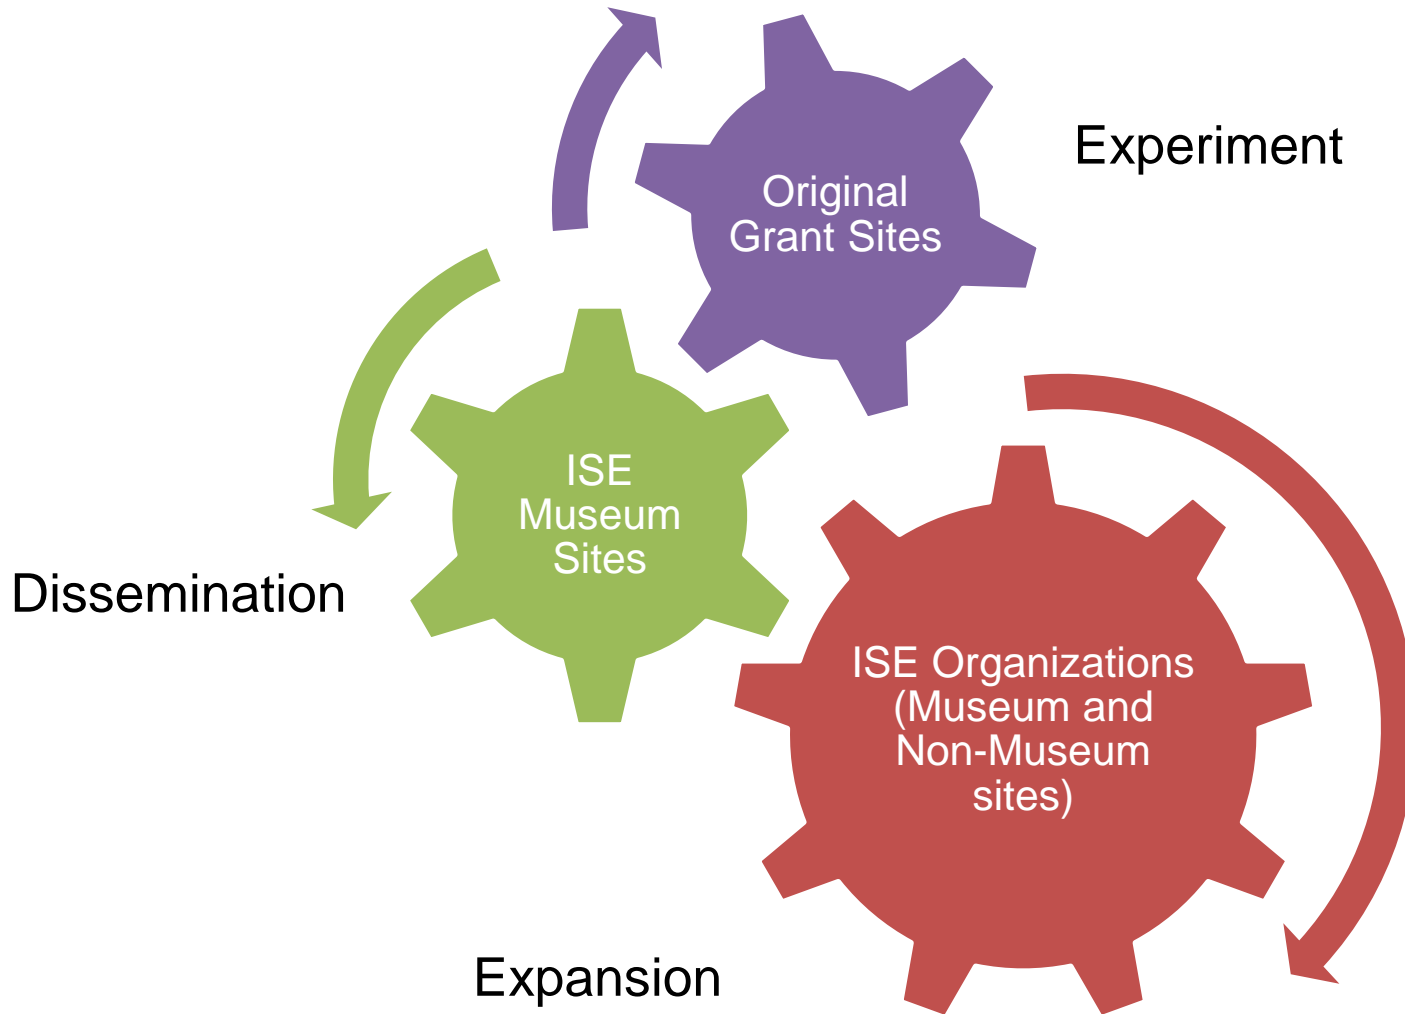 Experiment
Original
Grant Sites
ISE
Museum
Sites
Dissemination
ISE Organizations
(Museum and
Non-Museum
sites)
Expansion